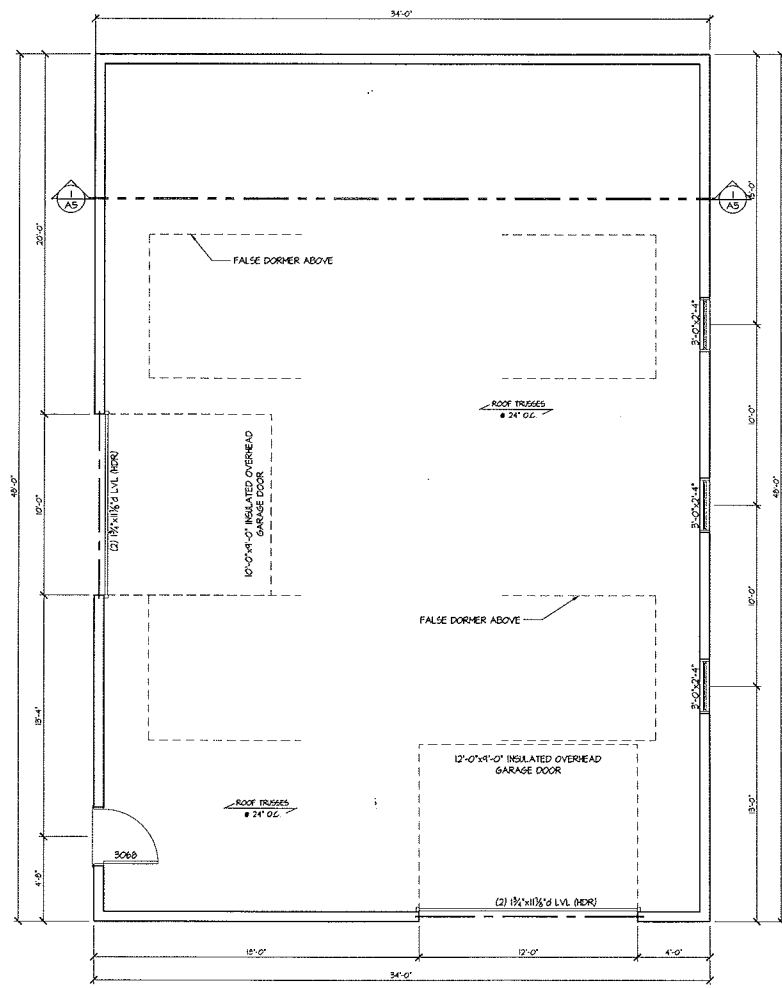 34'-0"
1
A5
1
A5
15'-0"
20'-0"
FALSE DORMER ABOVE
3'-0"x2'-4"
ROOF TRUSSES
@ 24" O.C.
10'-0"
48'-0"
10'-0"
(2) 1¾"x11⅞"d LVL (HDR)
10'-0"x9'-0" INSULATED OVERHEAD
GARAGE DOOR
3'-0"x2'-4"
48'-0"
10'-0"
FALSE DORMER ABOVE
3'-0"x2'-4"
13'-4"
12'-0"x9'-0" INSULATED OVERHEAD
GARAGE DOOR
ROOF TRUSSES
@ 24" O.C.
13'-0"
3068
4'-8"
(2) 1¾"x11⅞"d LVL (HDR)
18'-0"
12'-0"
4'-0"
34'-0"